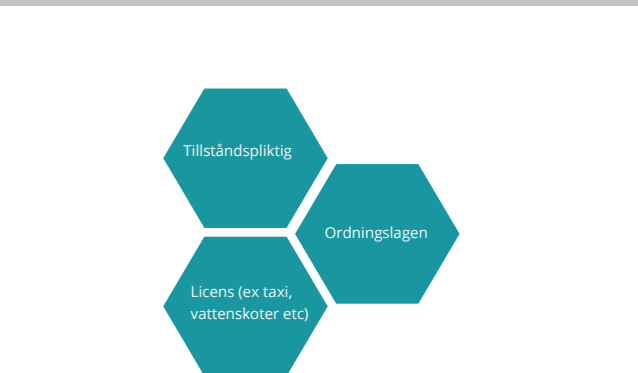 Tillståndspliktig
Ordningslagen
Licens (ex taxi,
vattenskoter etc)